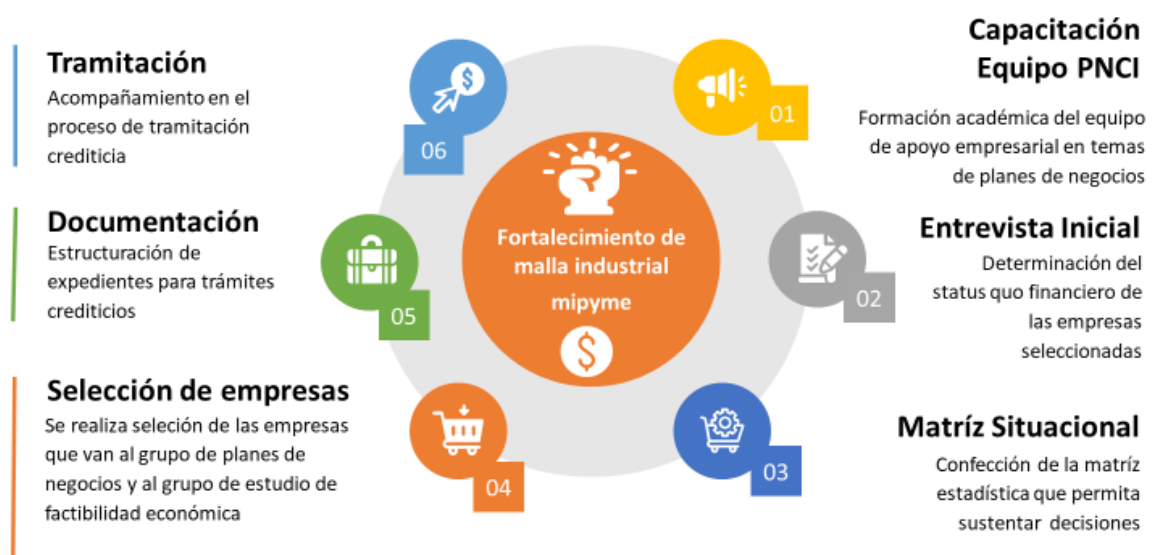 Capacitación
Equipo PNCI
Formación académica del equipo
de apoyo empresarial en temas
de planes de negocios
01
Entrevista Inicial
Determinación del
status quo financiero de
las empresas
seleccionadas
02
Matríz Situacional
Confección de la matríz
estadística que permita
sustentar decisiones
03
Selección de empresas
Se realiza seleción de las empresas
que van al grupo de planes de
negocios y al grupo de estudio de
factibilidad económica
04
Documentación
Estructuración de
expedientes para trámites
crediticios
05
Tramitación
Acompañamiento en el
proceso de tramitación
crediticia
06
Fortalecimiento de
malla industrial
mipyme
$
$